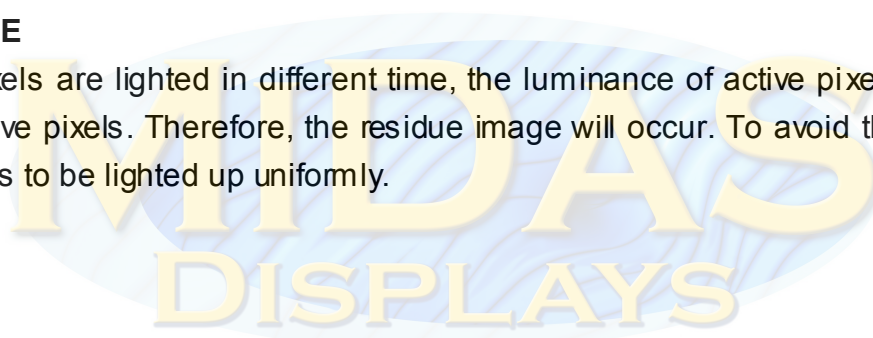 E
xels are lighted in different time, the luminance of active pixe
ve pixels. Therefore, the residue image will occur. To avoid th
s to be lighted up uniformly.
MIDAS
DISPLAYS